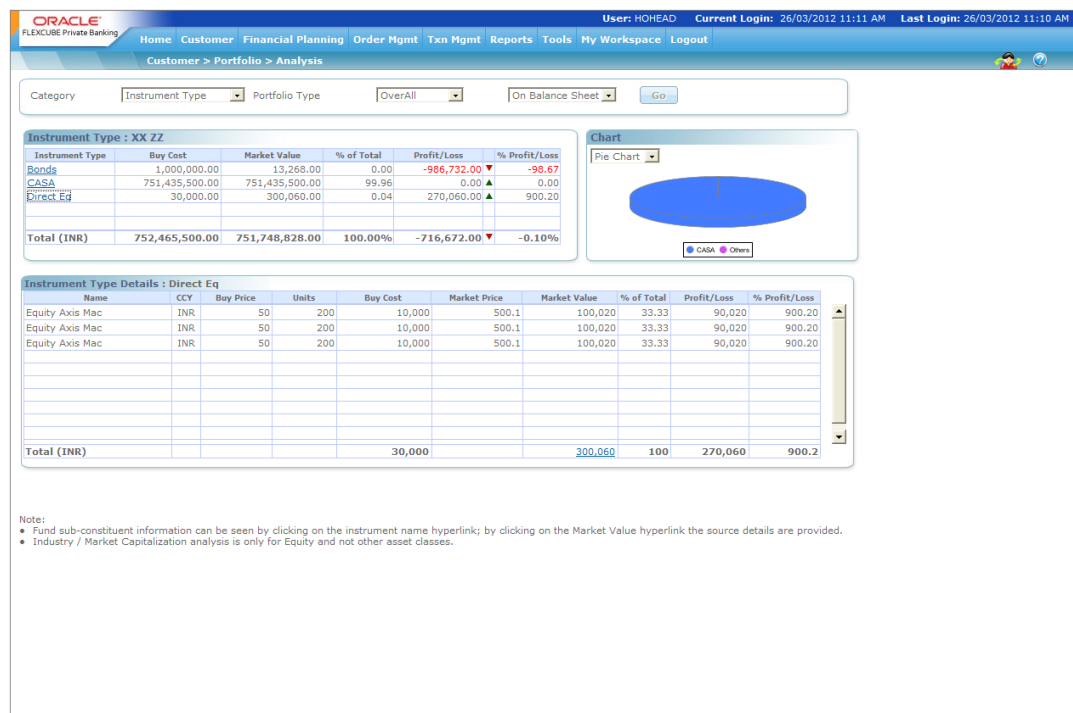 ORACLE
FLEXCUBE Private Banking
User: HOHEAD Current Login: 26/03/2012 11:11 AM Last Login: 26/03/2012 11:10 AM
Home Customer Financial Planning Order Mgmt Txn Mgmt Reports Tools My Workspace Logout
Customer > Portfolio > Analysis
Category Instrument Type Portfolio Type OverAll On Balance Sheet Go
Instrument Type : XX ZZ
Instrument Type Buy Cost Market Value % of Total Profit/Loss % Profit/Loss
Bonds 1,000,000.00 13,268.00 0.00 -986,732.00 -98.67
CASA 751,435,500.00 751,435,500.00 99.96 0.00 0.00
Direct Eq 30,000.00 300,060.00 0.04 270,060.00 900.20
Total (INR) 752,465,500.00 751,748,828.00 100.00% -716,672.00 -0.10%
Chart
Pie Chart
CASA Others
Instrument Type Details : Direct Eq
Name CCY Buy Price Units Buy Cost Market Price Market Value % of Total Profit/Loss % Profit/Loss
Equity Axis Mac INR 50 200 10,000 500.1 100,020 33.33 90,020 900.20
Equity Axis Mac INR 50 200 10,000 500.1 100,020 33.33 90,020 900.20
Equity Axis Mac INR 50 200 10,000 500.1 100,020 33.33 90,020 900.20
Total (INR) 30,000 300,060 100 270,060 900.2
Note:
● Fund sub-constituent information can be seen by clicking on the instrument name hyperlink; by clicking on the Market Value hyperlink the source details are provided.
● Industry / Market Capitalization analysis is only for Equity and not other asset classes.